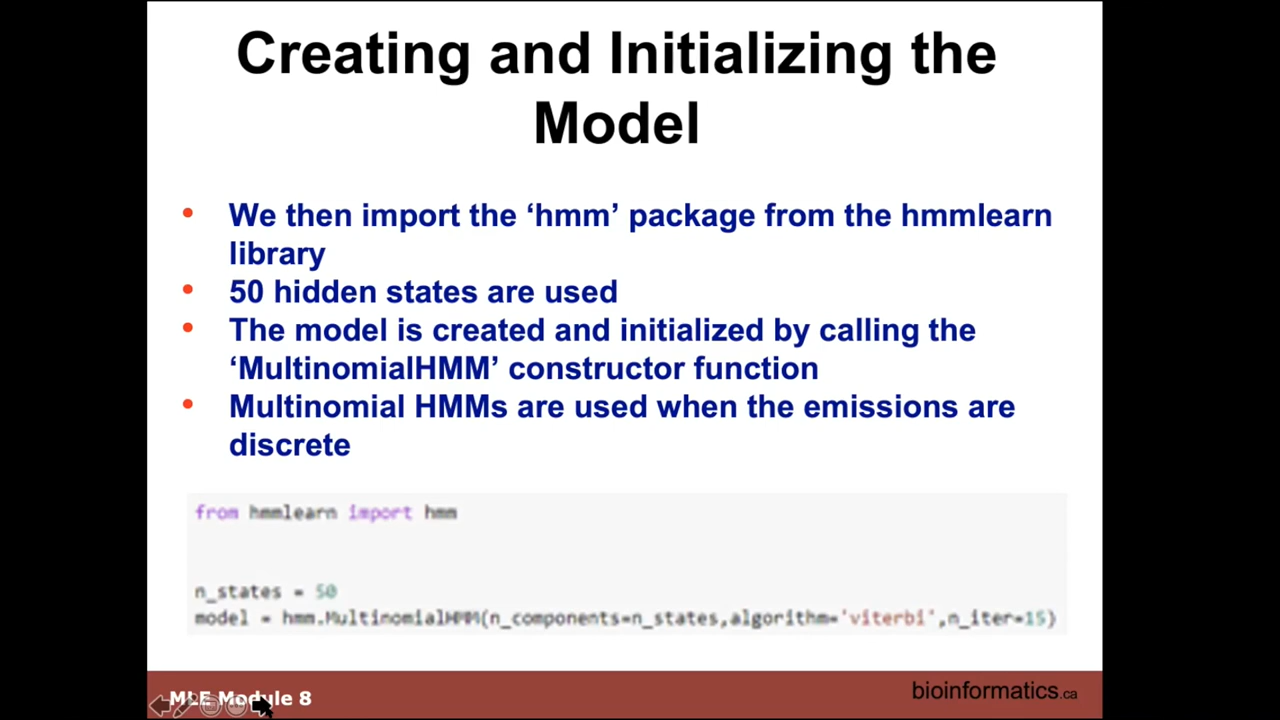 Creating and Initializing the
Model
• We then import the ‘hmm’ package from the hmmlearn
library
• 50 hidden states are used
• The model is created and initialized by calling the
‘MultinomialHMM’ constructor function
• Multinomial HMMs are used when the emissions are
discrete
from hmmlearn import hmm
n_states = 50
model = hmm.MultinomialHMM(n_components=n_states,algorithm='viterbi',n_iter=15)
MLE Module 8
bioinformatics.ca